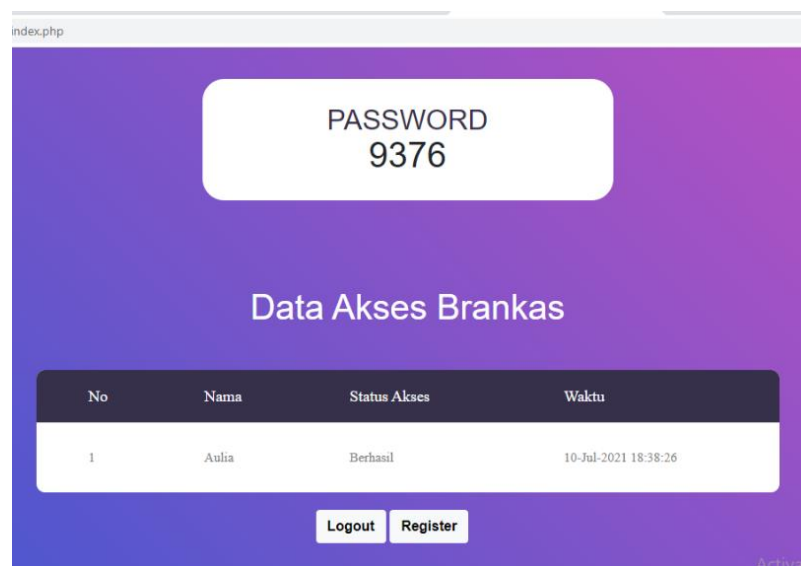 index.php
PASSWORD
9376
Data Akses Brankas
No Nama Status Akses Waktu
1 Aulia Berhasil 10-Jul-2021 18:38:26
Logout Register
Activa